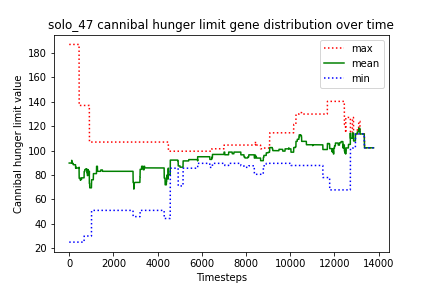 solo_47 cannibal hunger limit gene distribution over time
Cannibal hunger limit value
180
160
140
120
100
80
60
40
20
max
mean
min
0
2000
4000
6000
8000
10000
12000
14000
Timesteps